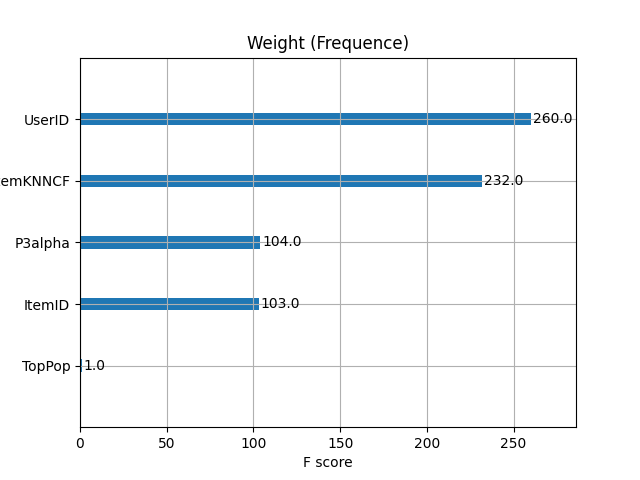 Weight (Frequence)
UserID 260.0
emKNNCF 232.0
P3alpha 104.0
ItemID 103.0
TopPop 1.0
0 50 100 150 200 250
F score